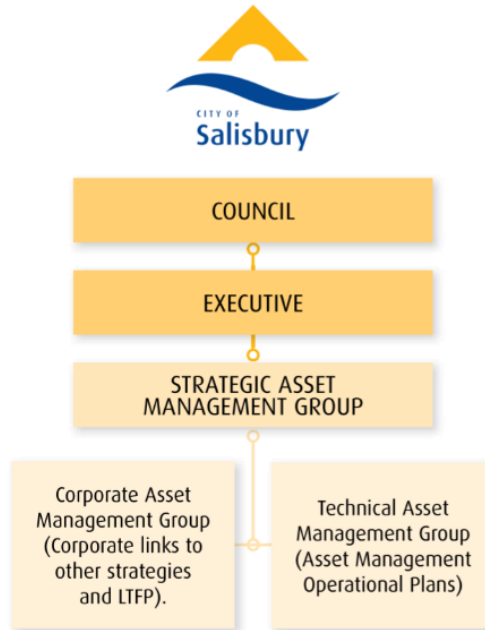 CITY OF
Salisbury
COUNCIL
EXECUTIVE
STRATEGIC ASSET
MANAGEMENT GROUP
Corporate Asset
Management Group
(Corporate links to
other strategies
and LTFP).
Technical Asset
Management Group
(Asset Management
Operational Plans)